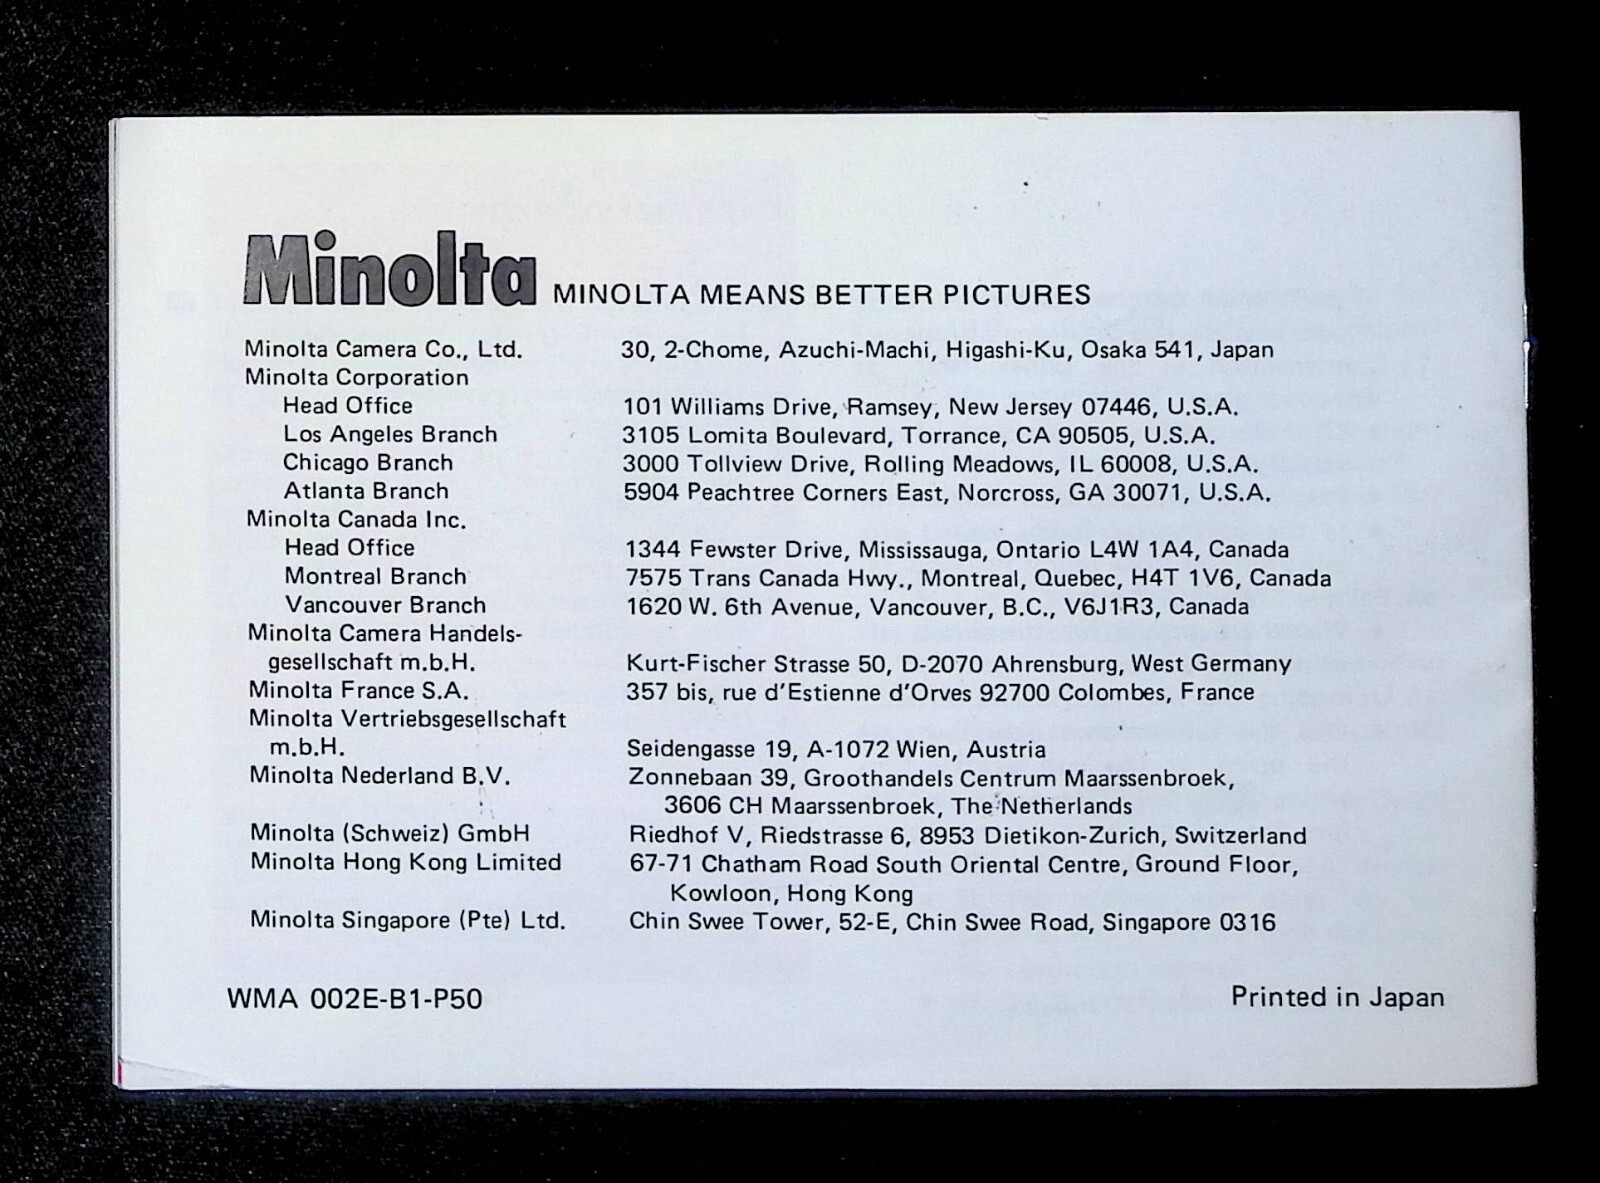 Minolta MINOLTA MEANS BETTER PICTURES
Minolta Camera Co., Ltd. 30, 2-Chome, Azuchi-Machi, Higashi-Ku, Osaka 541, Japan
Minolta Corporation
Head Office 101 Williams Drive, Ramsey, New Jersey 07446, U.S.A.
Los Angeles Branch 3105 Lomita Boulevard, Torrance, CA 90505, U.S.A.
Chicago Branch 3000 Tollview Drive, Rolling Meadows, IL 60008, U.S.A.
Atlanta Branch 5904 Peachtree Corners East, Norcross, GA 30071, U.S.A.
Minolta Canada Inc.
Head Office 1344 Fewster Drive, Mississauga, Ontario L4W 1A4, Canada
Montreal Branch 7575 Trans Canada Hwy., Montreal, Quebec, H4T 1V6, Canada
Vancouver Branch 1620 W. 6th Avenue, Vancouver, B.C., V6J1R3, Canada
Minolta Camera Handels-
gesellschaft m.b.H. Kurt-Fischer Strasse 50, D-2070 Ahrensburg, West Germany
Minolta France S.A. 357 bis, rue d'Estienne d'Orves 92700 Colombes, France
Minolta Vertriebsgesellschaft
m.b.H. Seidengasse 19, A-1072 Wien, Austria
Minolta Nederland B.V. Zonnebaan 39, Groothandels Centrum Maarssenbroek,
3606 CH Maarssenbroek, The Netherlands
Minolta (Schweiz) GmbH Riedhof V, Riedstrasse 6, 8953 Dietikon-Zurich, Switzerland
Minolta Hong Kong Limited 67-71 Chatham Road South Oriental Centre, Ground Floor,
Kowloon, Hong Kong
Minolta Singapore (Pte) Ltd. Chin Swee Tower, 52-E, Chin Swee Road, Singapore 0316
WMA 002E-B1-P50 Printed in Japan